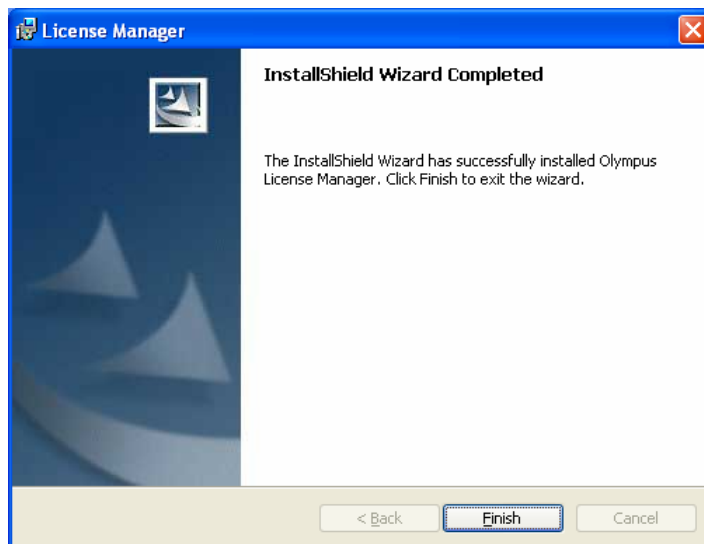 License Manager
InstallShield Wizard Completed
The InstallShield Wizard has successfully installed Olympus
License Manager. Click Finish to exit the wizard.
< Back
Finish
Cancel